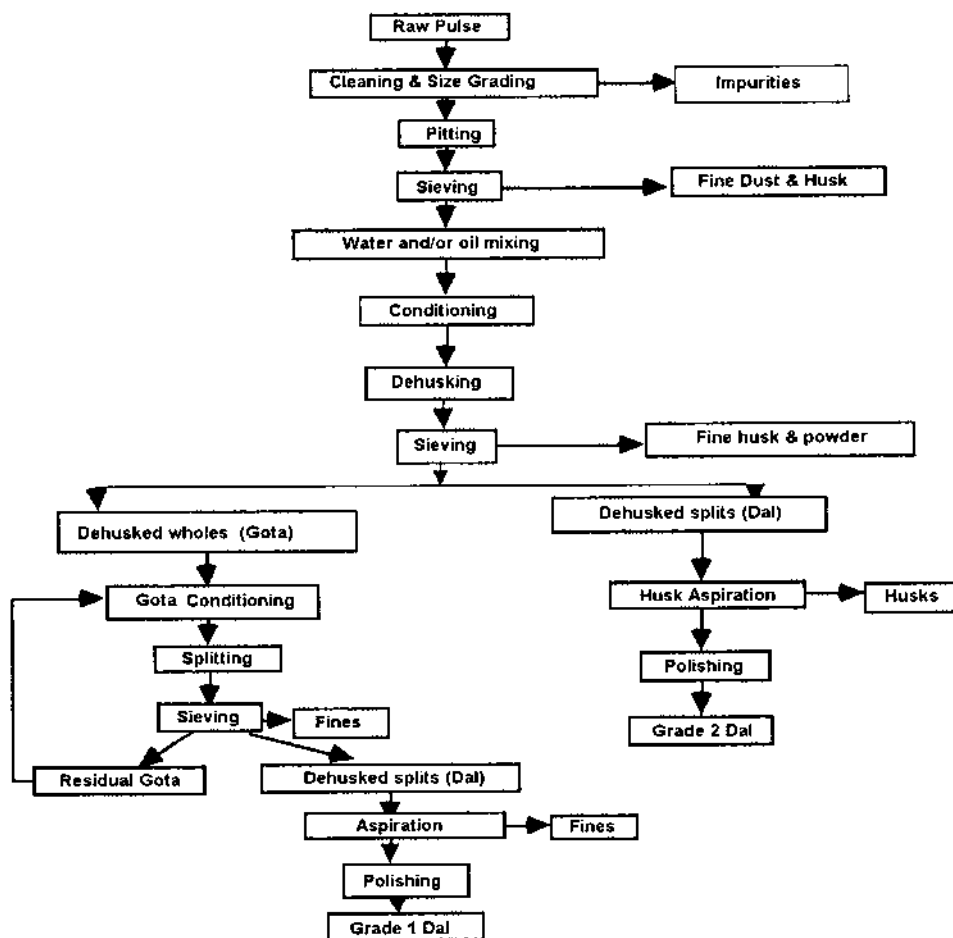 Raw Pulse
Cleaning & Size Grading
Impurities
Pitting
Sieving
Fine Dust & Husk
Water and/or oil mixing
Conditioning
Dehusking
Sieving
Fine husk & powder
Dehusked wholes (Gota)
Dehusked splits (Dal)
Gota Conditioning
Husk Aspiration
Husks
Splitting
Polishing
Sieving
Fines
Grade 2 Dal
Residual Gota
Dehusked splits (Dal)
Aspiration
Fines
Polishing
Grade 1 Dal